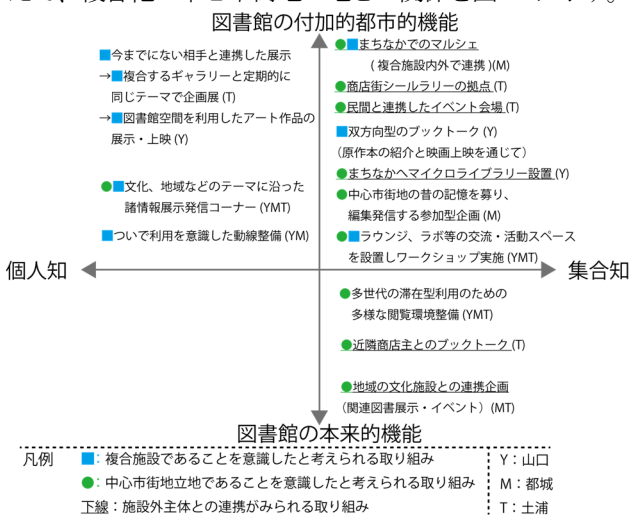 図書館の付加的都市的機能
■今までにない相手と連携した展示
→■複合するギャラリーと定期的に
同じテーマで企画展 (T)
→■図書館空間を利用したアート作品の
展示・上映 (Y)
●■文化、地域などのテーマに沿った
諸情報展示発信コーナー (YMT)
■ついで利用を意識した動線整備 (YM)
●■まちなかでのマルシェ
( 複合施設内外で連携 )(M)
●商店街シールラリーの拠点 (T)
●民間と連携したイベント会場 (T)
■双方向型のブックトーク (Y)
（原作本の紹介と映画上映を通じて）
●まちなかへマイクロライブラリー設置 (Y)
●中心市街地の昔の記憶を募り、
編集発信する参加型企画 (M)
●■ラウンジ、ラボ等の交流・活動スペース
を設置しワークショップ実施 (YMT)
個人知
集合知
●多世代の滞在型利用のための
多様な閲覧環境整備 (YMT)
●近隣商店主とのブックトーク (T)
●地域の文化施設との連携企画
（関連図書展示・イベント）(MT)
図書館の本来的機能
凡例
■：複合施設であることを意識したと考えられる取り組み
●：中心市街地立地であることを意識したと考えられる取り組み
下線：施設外主体との連携がみられる取り組み
Y：山口
M：都城
T：土浦